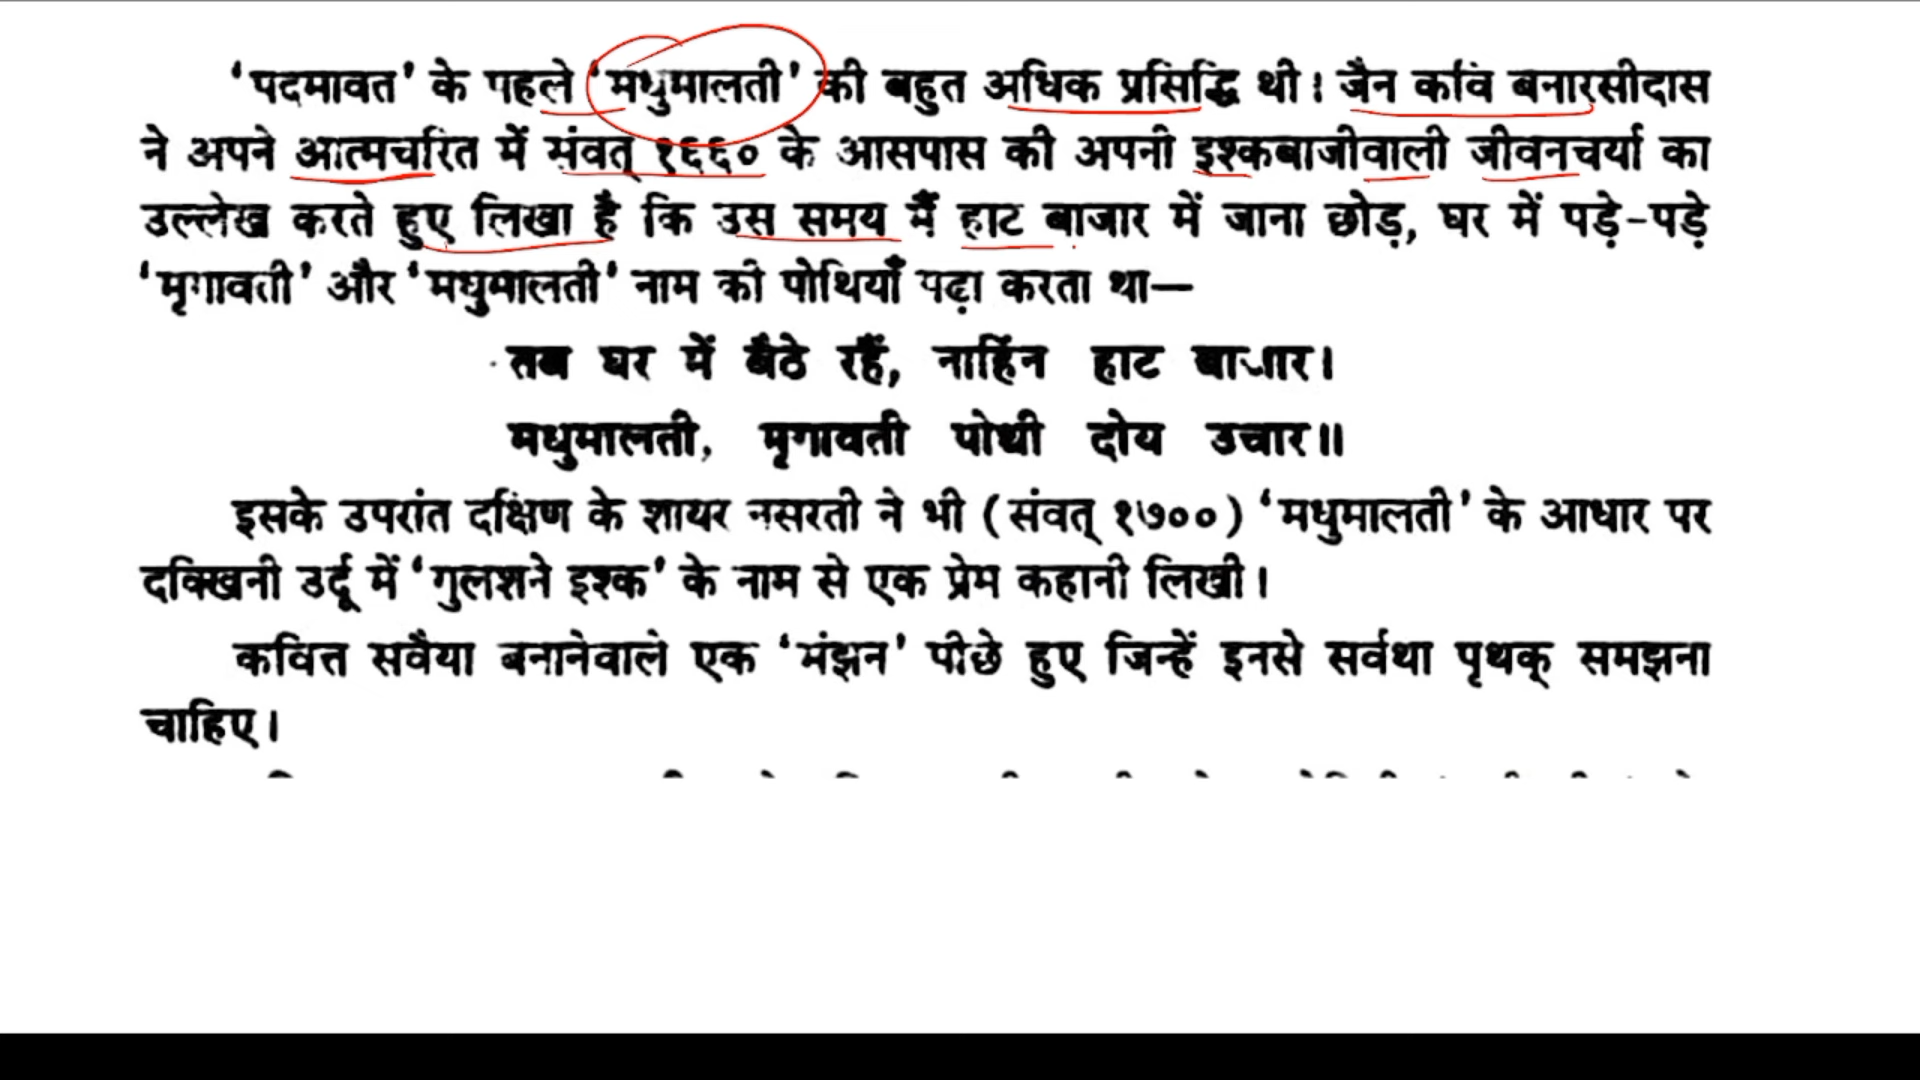 ‘पदमावत’ के पहले ‘मधुमालती’ की बहुत अधिक प्रसिद्धि थी। जैन कवि बनारसीदास
ने अपने आत्मचरित में संवत् १६६० के आसपास की अपनी इश्कबाजीवाली जीवनचर्या का
उल्लेख करते हुए लिखा है कि उस समय मैं हाट बाजार में जाना छोड़, घर में पड़े-पड़े
‘मृगावती’ और ‘मधुमालती’ नाम की पोथियाँ पढ़ा करता था—
तब घर में बैठे रहैं, नाहिंन हाट बाजार।
मधुमालती, मृगावती पोथी दोय उचार॥
इसके उपरांत दक्षिण के शायर नसरती ने भी (संवत् १७००) ‘मधुमालती’ के आधार पर
दक्खिनी उर्दू में ‘गुलशने इश्क’ के नाम से एक प्रेम कहानी लिखी।
कवित्त सवैया बनानेवाले एक ‘मंझन’ पीछे हुए जिन्हें इनसे सर्वथा पृथक् समझना
चाहिए।